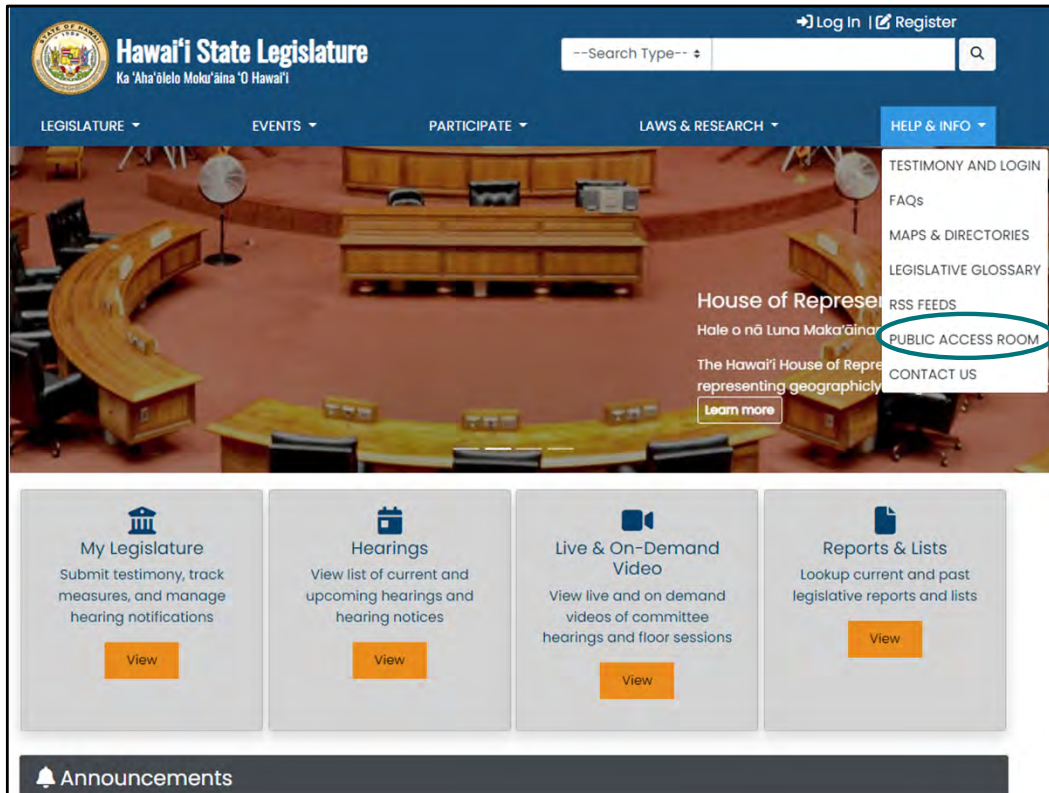 Log In | Register
Hawaiʻi State Legislature
Ka ʻAhaʻōlelo Mokuʻāina ʻO Hawaiʻi
--Search Type--
LEGISLATURE
EVENTS
PARTICIPATE
LAWS & RESEARCH
HELP & INFO
TESTIMONY AND LOGIN
FAQs
MAPS & DIRECTORIES
LEGISLATIVE GLOSSARY
RSS FEEDS
PUBLIC ACCESS ROOM
CONTACT US
House of
Hale o nā Luna
The Hawaiʻi House of
representing geographicly
Learn more
My Legislature
Submit testimony, track
measures, and manage
hearing notifications
View
Hearings
View list of current and
upcoming hearings and
hearing notices
View
Live & On-Demand
Video
View live and on demand
videos of committee
hearings and floor sessions
View
Reports & Lists
Lookup current and past
legislative reports and lists
View
Announcements